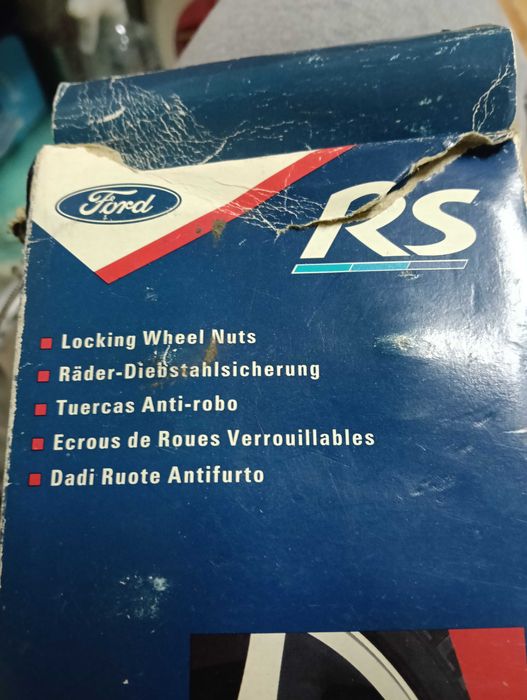 Ford
RS
Locking Wheel Nuts
Räder-Diebstahlsicherung
Tuercas Anti-robo
Ecrous de Roues Verrouillables
Dadi Ruote Antifurto